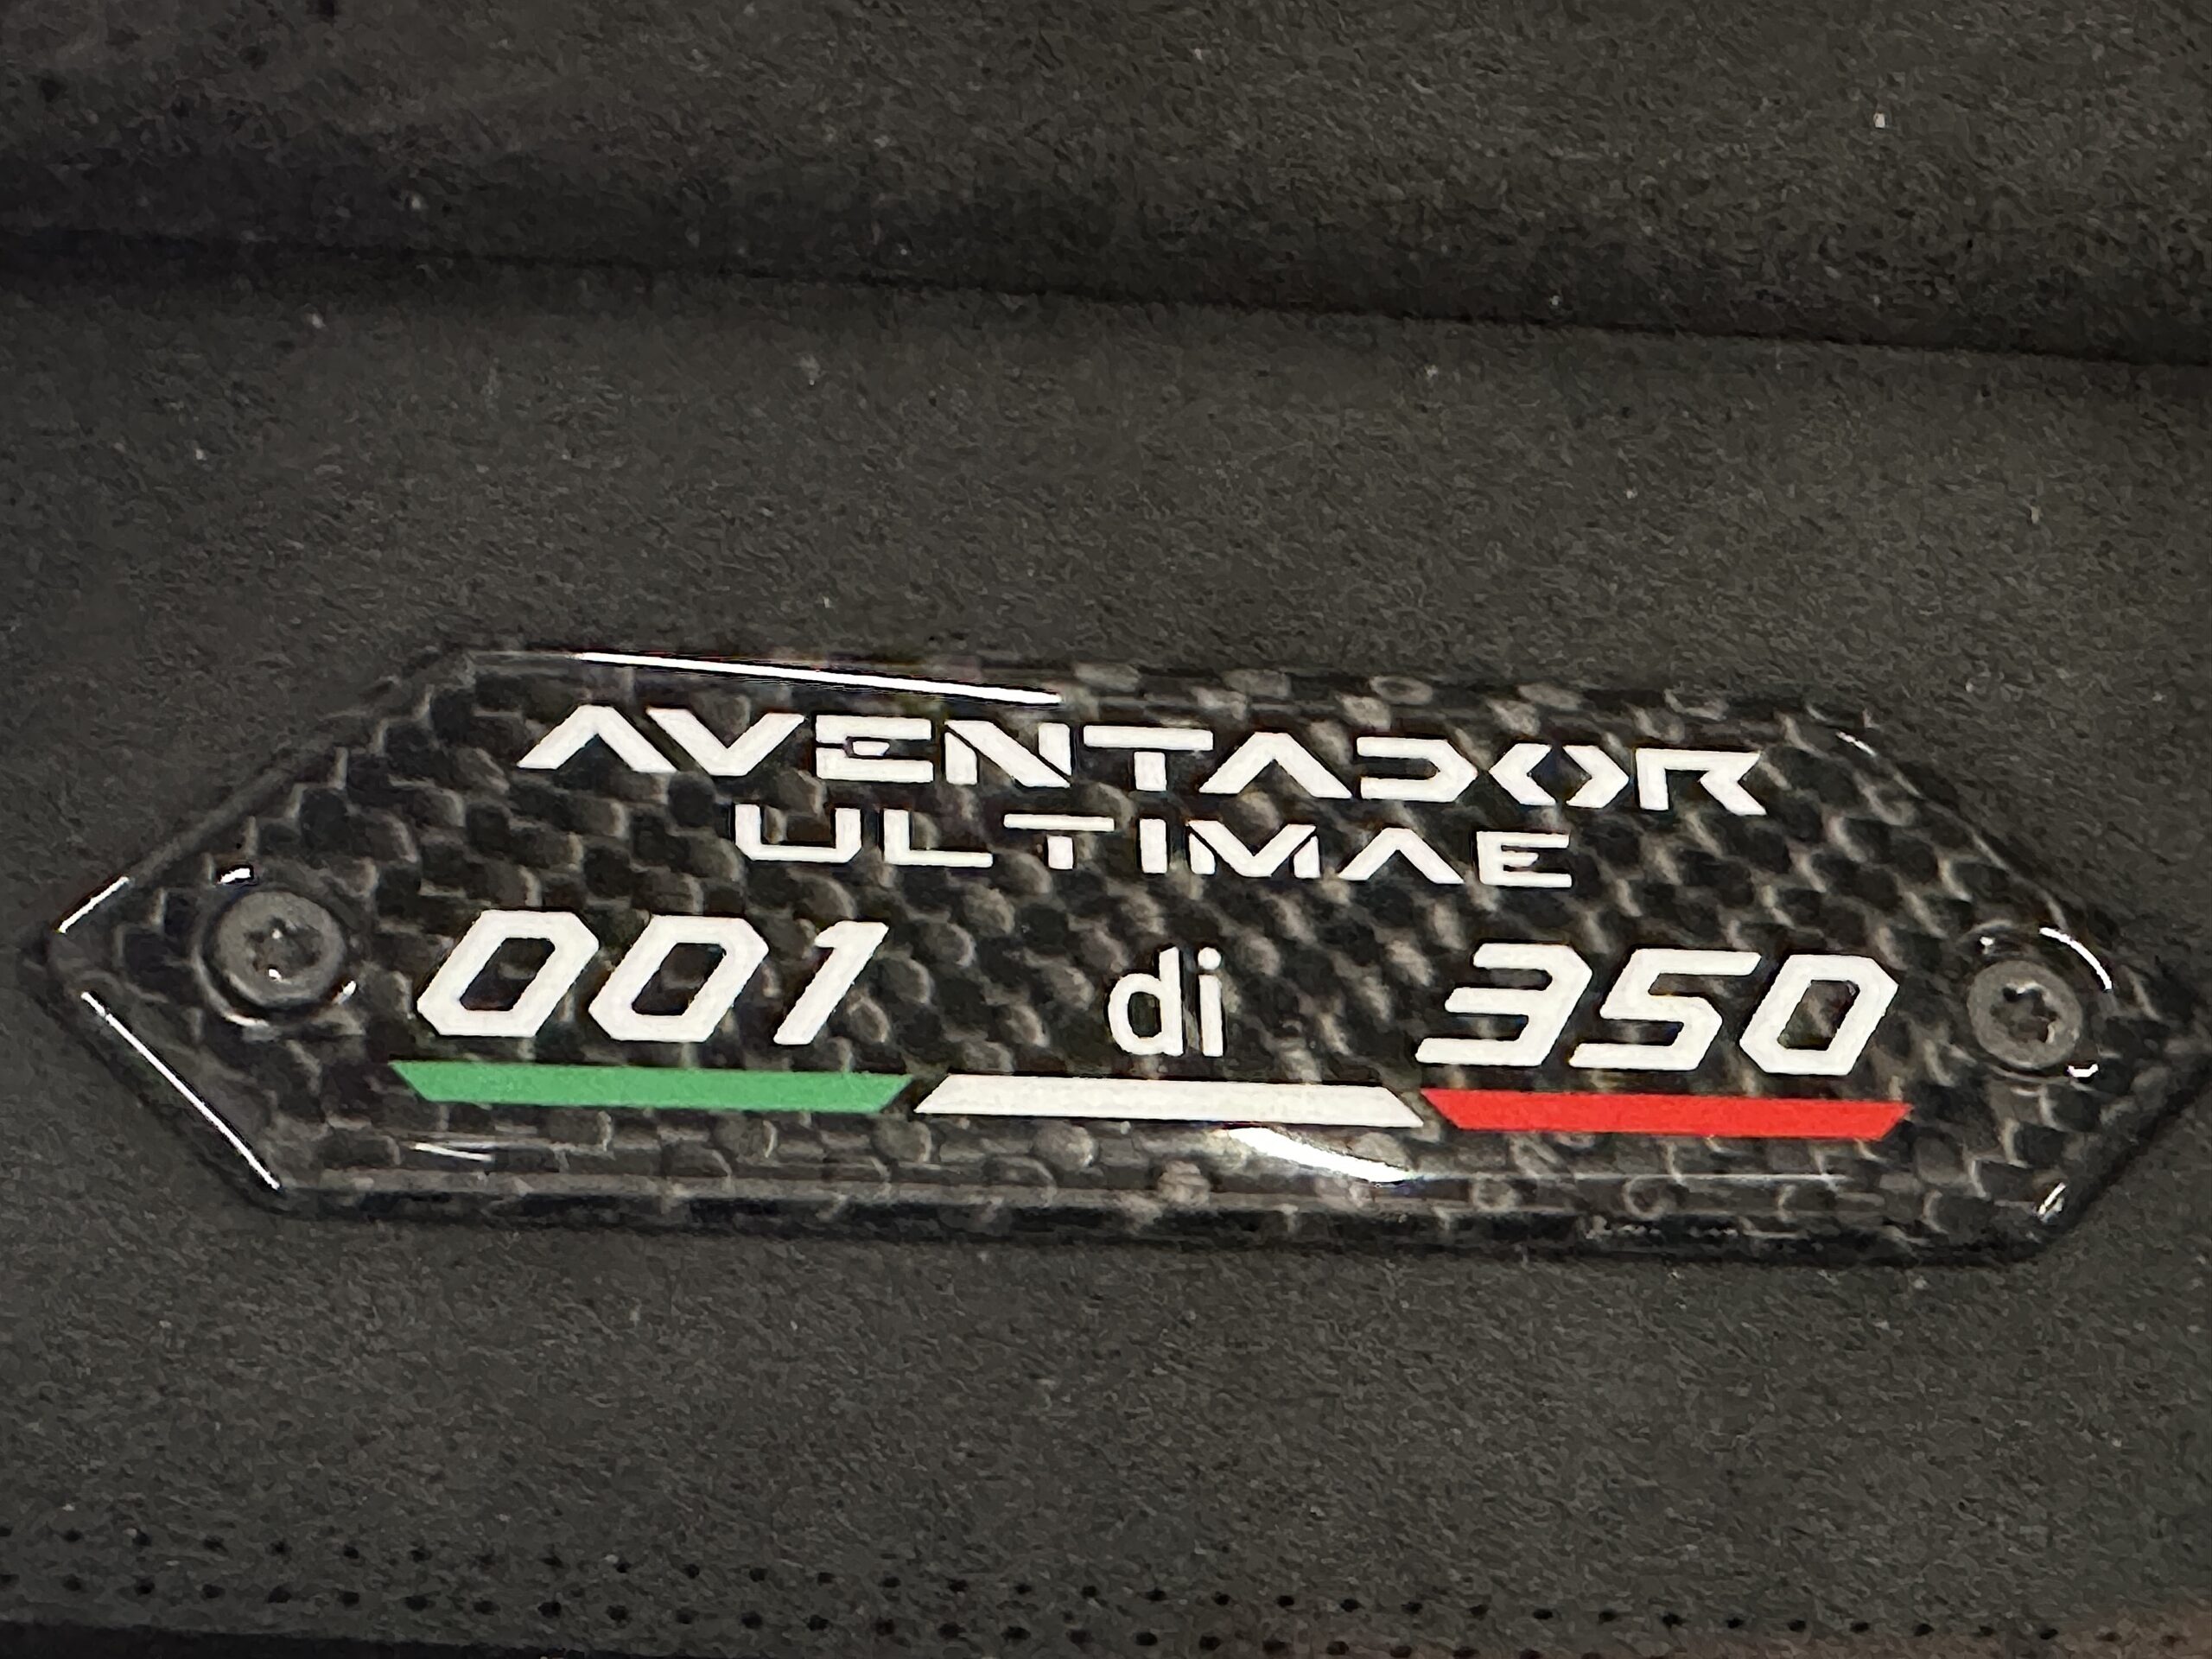 AVENTADOR
ULTIMAE
001 di 350